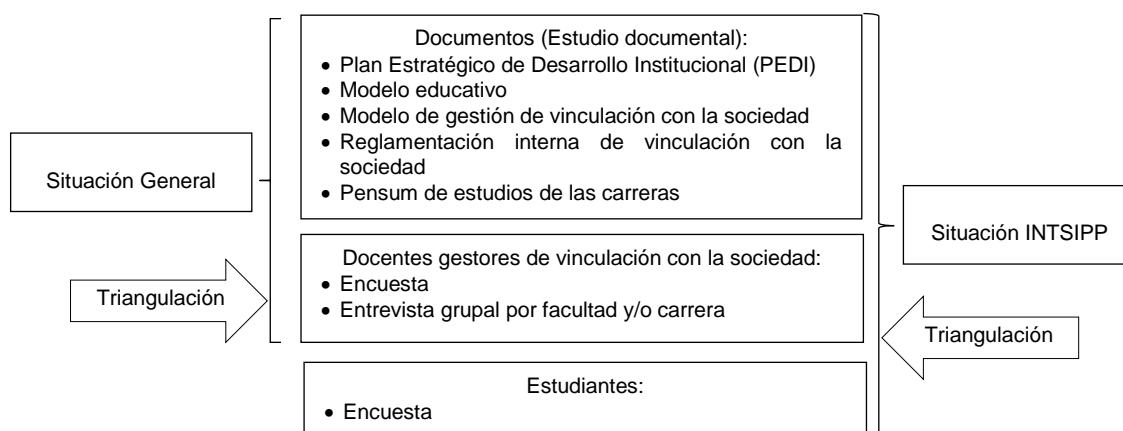 Documentos (Estudio documental):
• Plan Estratégico de Desarrollo Institucional (PEDI)
• Modelo educativo
• Modelo de gestión de vinculación con la sociedad
• Reglamentación interna de vinculación con la
sociedad
• Pensum de estudios de las carreras
Situación General
Situación INTSIPP
Docentes gestores de vinculación con la sociedad:
• Encuesta
• Entrevista grupal por facultad y/o carrera
Triangulación
Triangulación
Estudiantes:
• Encuesta